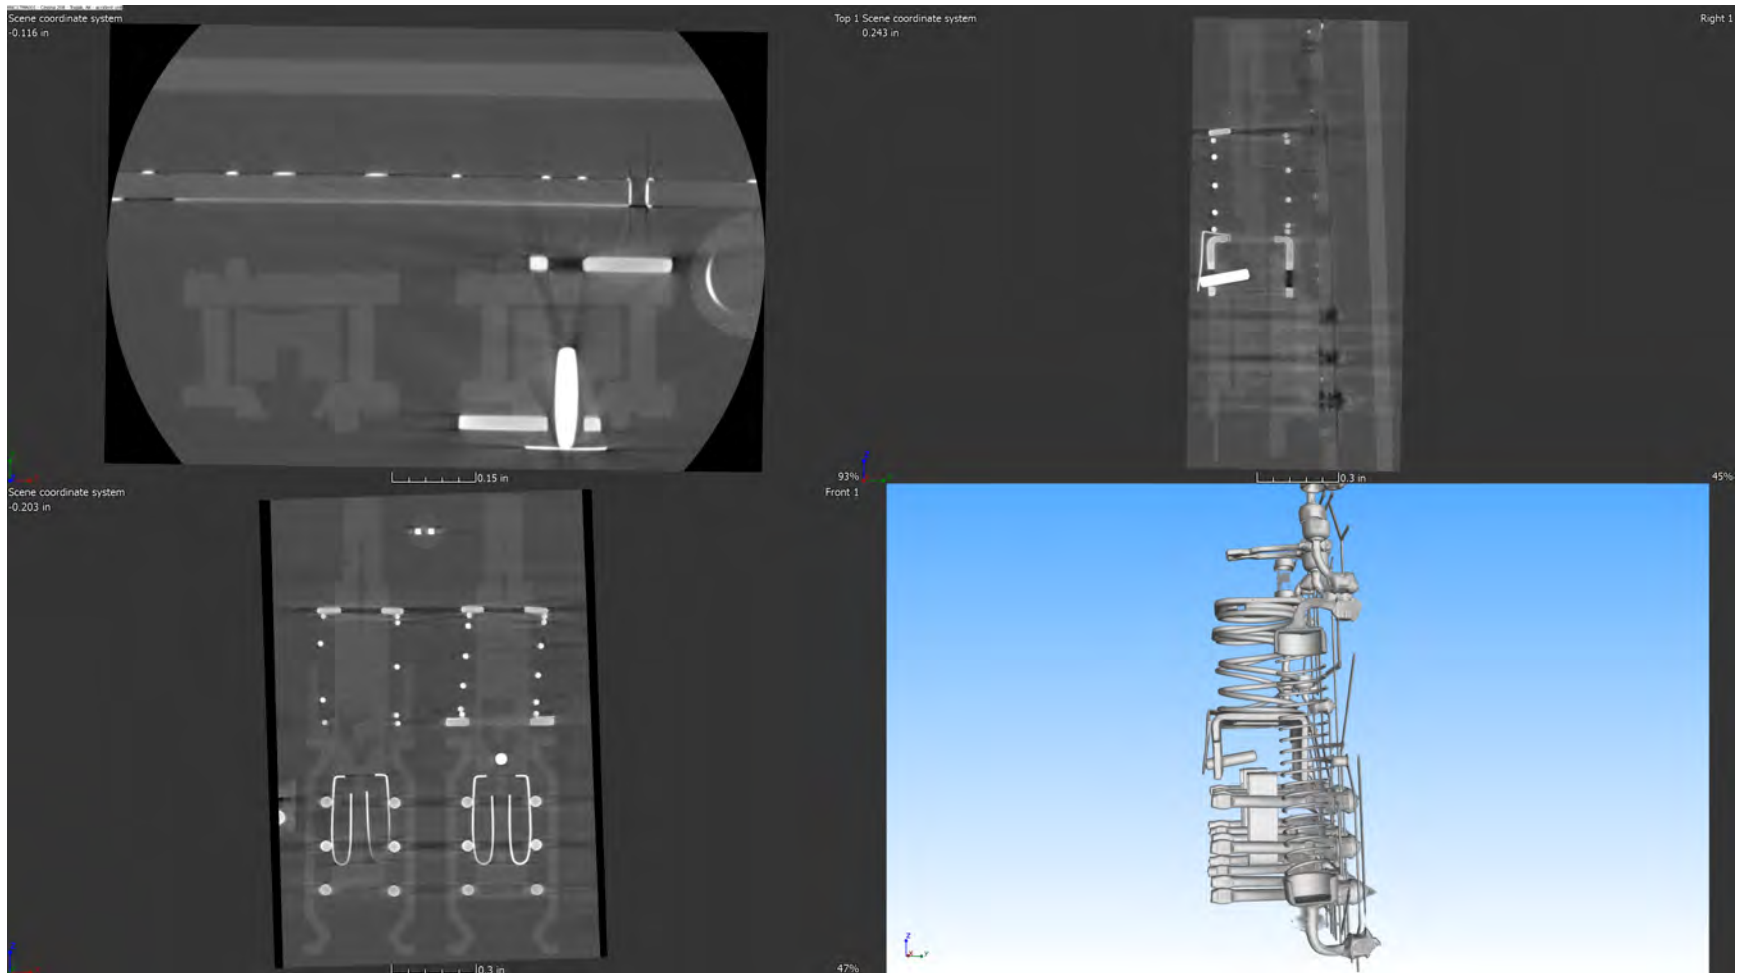 Scene coordinate system
-0.116 in
Top 1
0.15 in
93%
Scene coordinate system
0.243 in
Right 1
0.3 in
45%
Scene coordinate system
-0.203 in
Front 1
0.3 in
47%
Z
Y